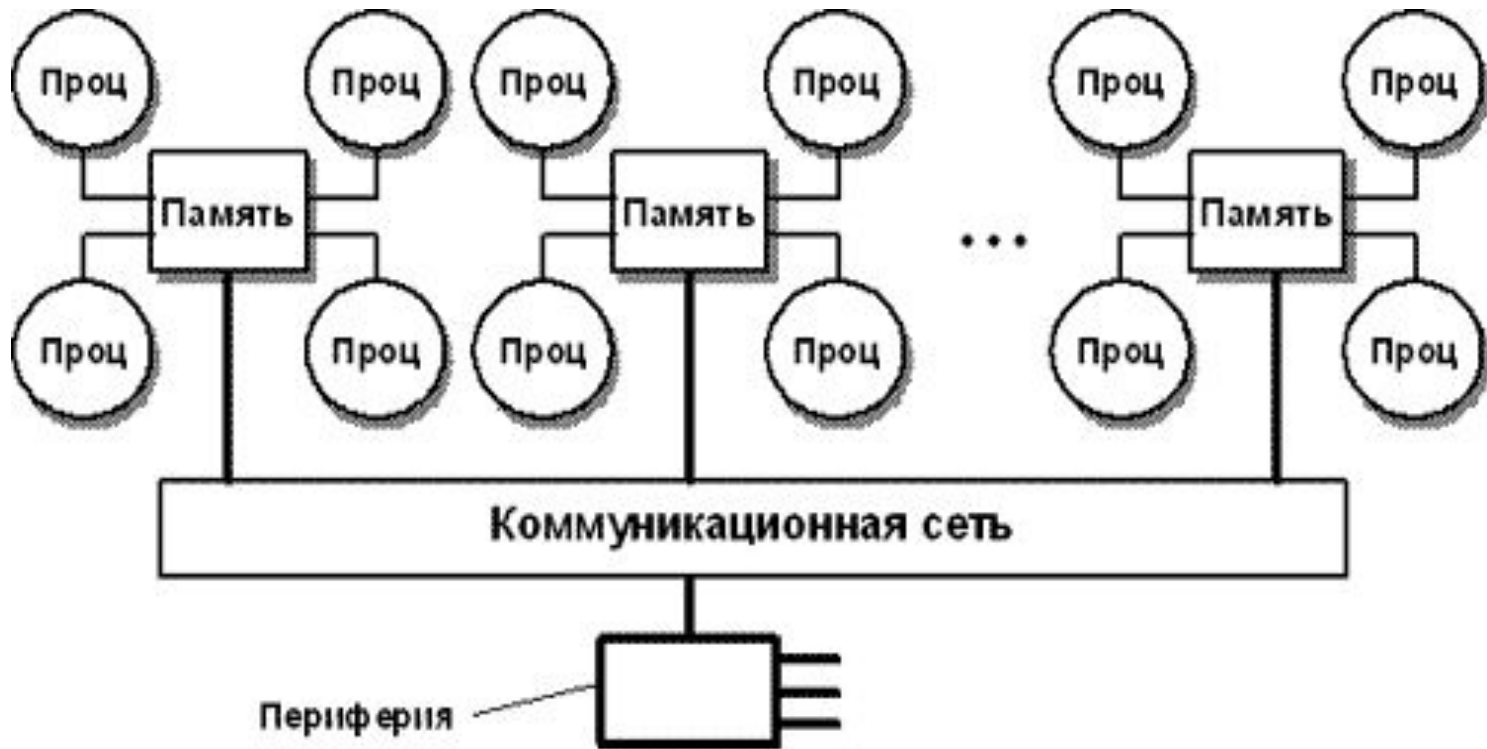 Проц Проц Проц Проц Проц Проц
Память Память ... Память
Проц Проц Проц Проц Проц Проц
Коммуникационная сеть
Периферия